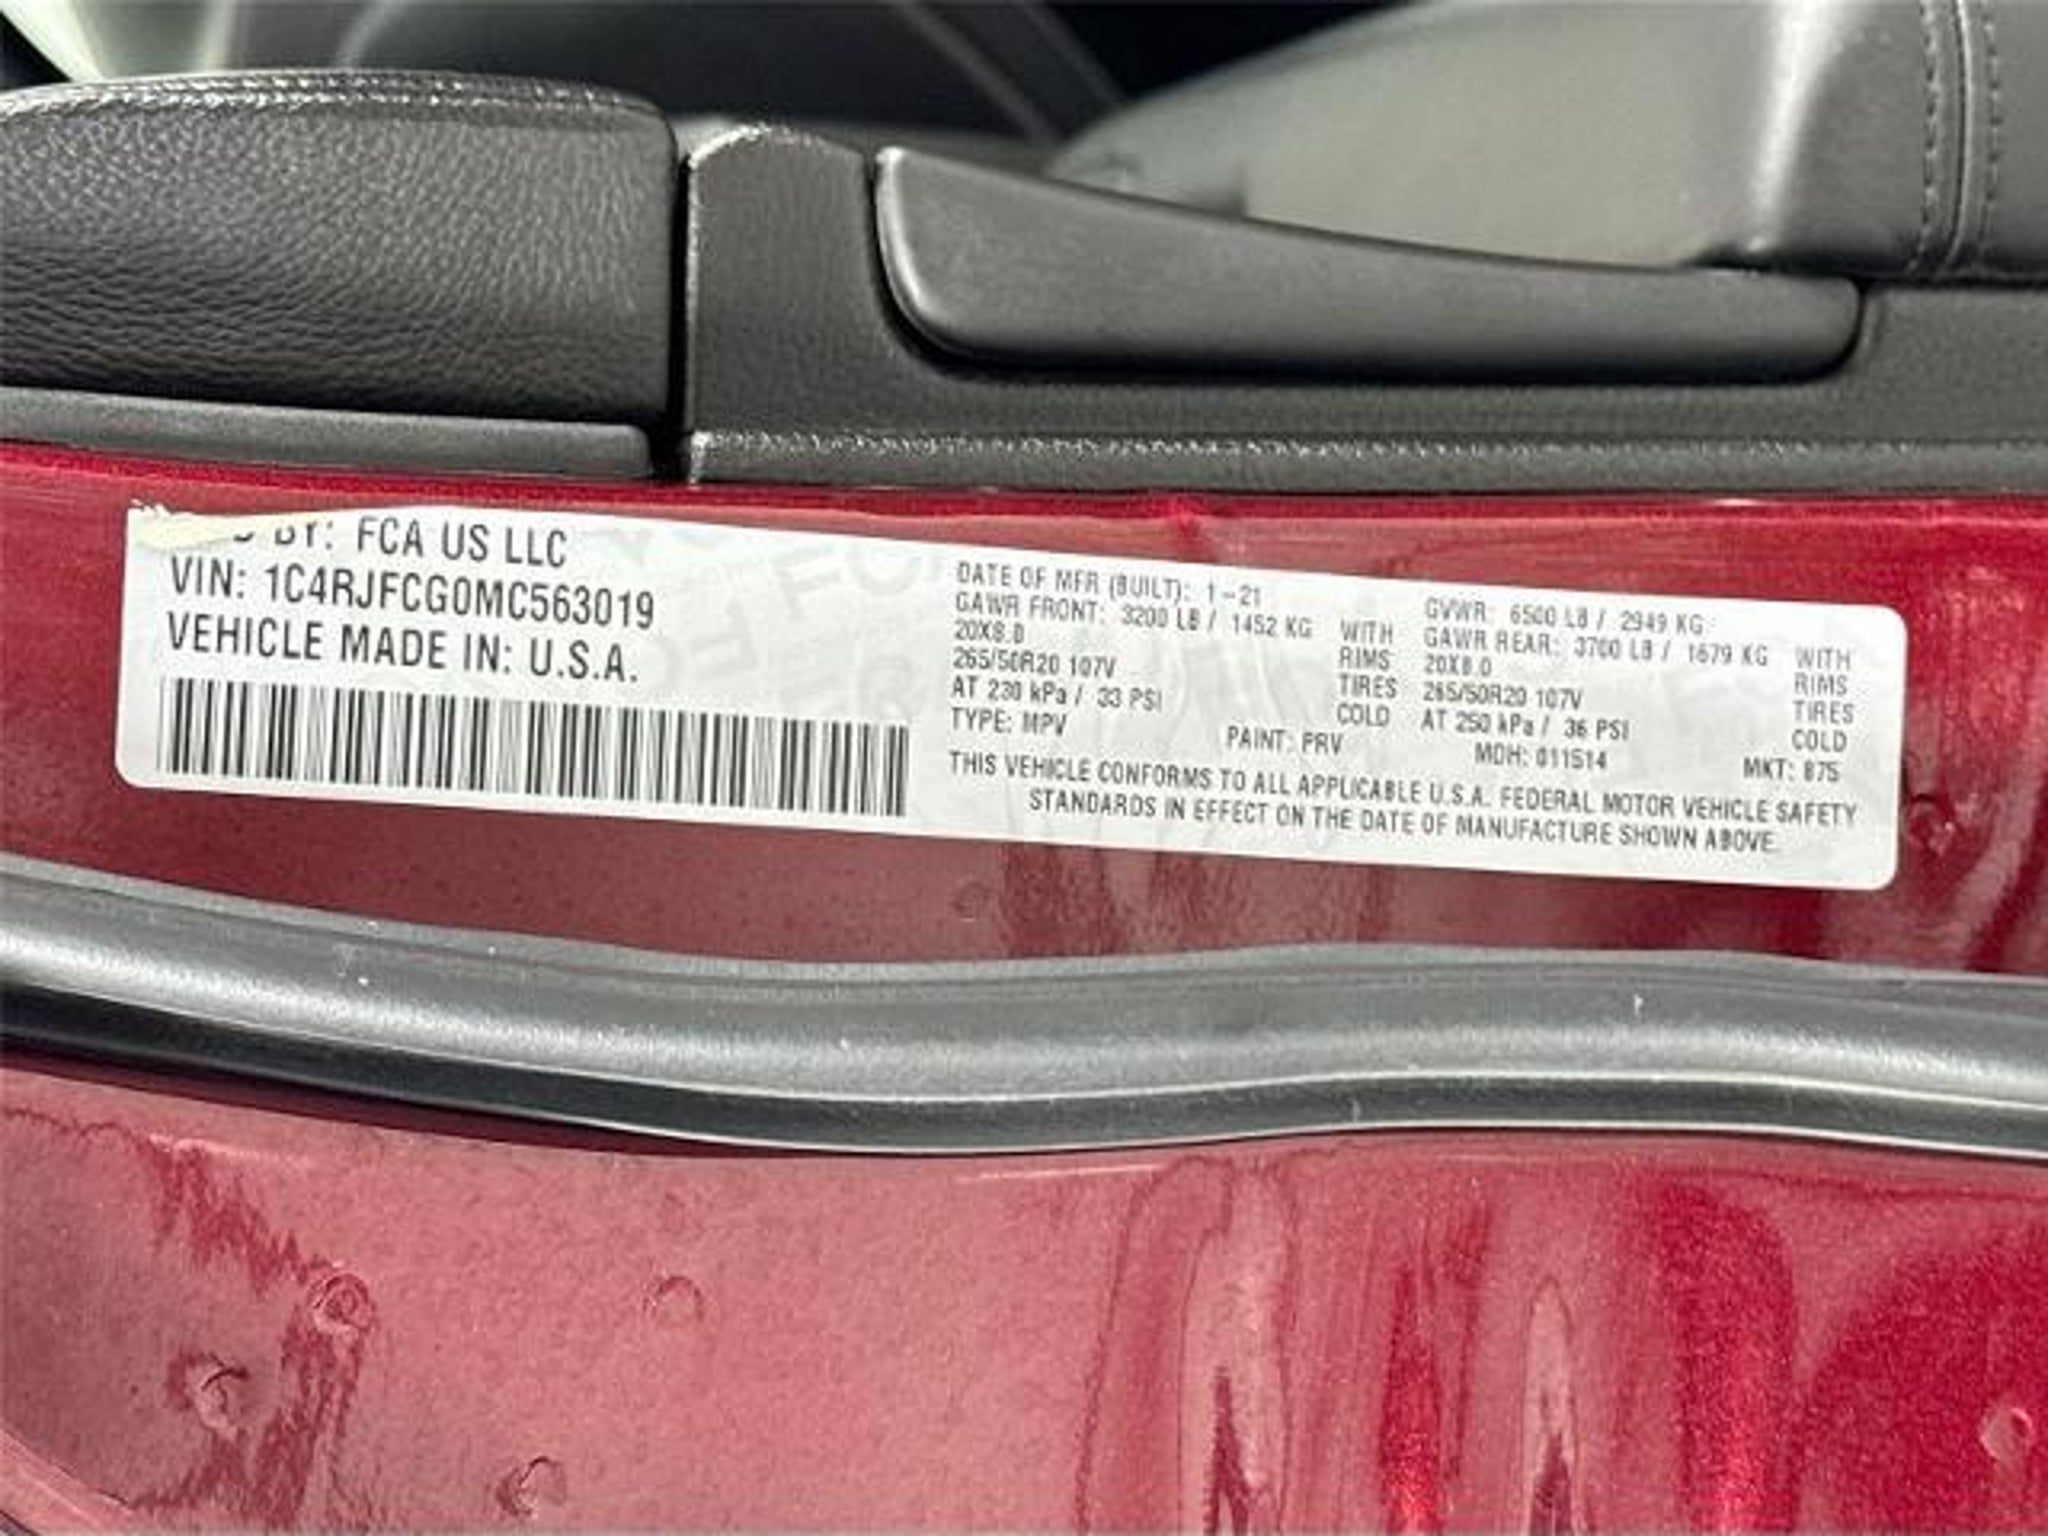 BY: FCA US LLC
VIN: 1C4RJFCG0MC563019
VEHICLE MADE IN: U.S.A.
DATE OF MFR (BUILT): 1-21
GAWR FRONT: 3200 LB / 1452 KG WITH
20X8.0 RIMS
265/50R20 107V TIRES
AT 230 kPa / 33 PSI COLD
GVWR: 6500 LB / 2949 KG
GAWR REAR: 3700 LB / 1679 KG WITH
20X8.0 RIMS
265/50R20 107V TIRES
AT 250 kPa / 36 PSI COLD
TYPE: MPV PAINT: PRV MDH: 011514 MKT: 875
THIS VEHICLE CONFORMS TO ALL APPLICABLE U.S.A. FEDERAL MOTOR VEHICLE SAFETY
STANDARDS IN EFFECT ON THE DATE OF MANUFACTURE SHOWN ABOVE.